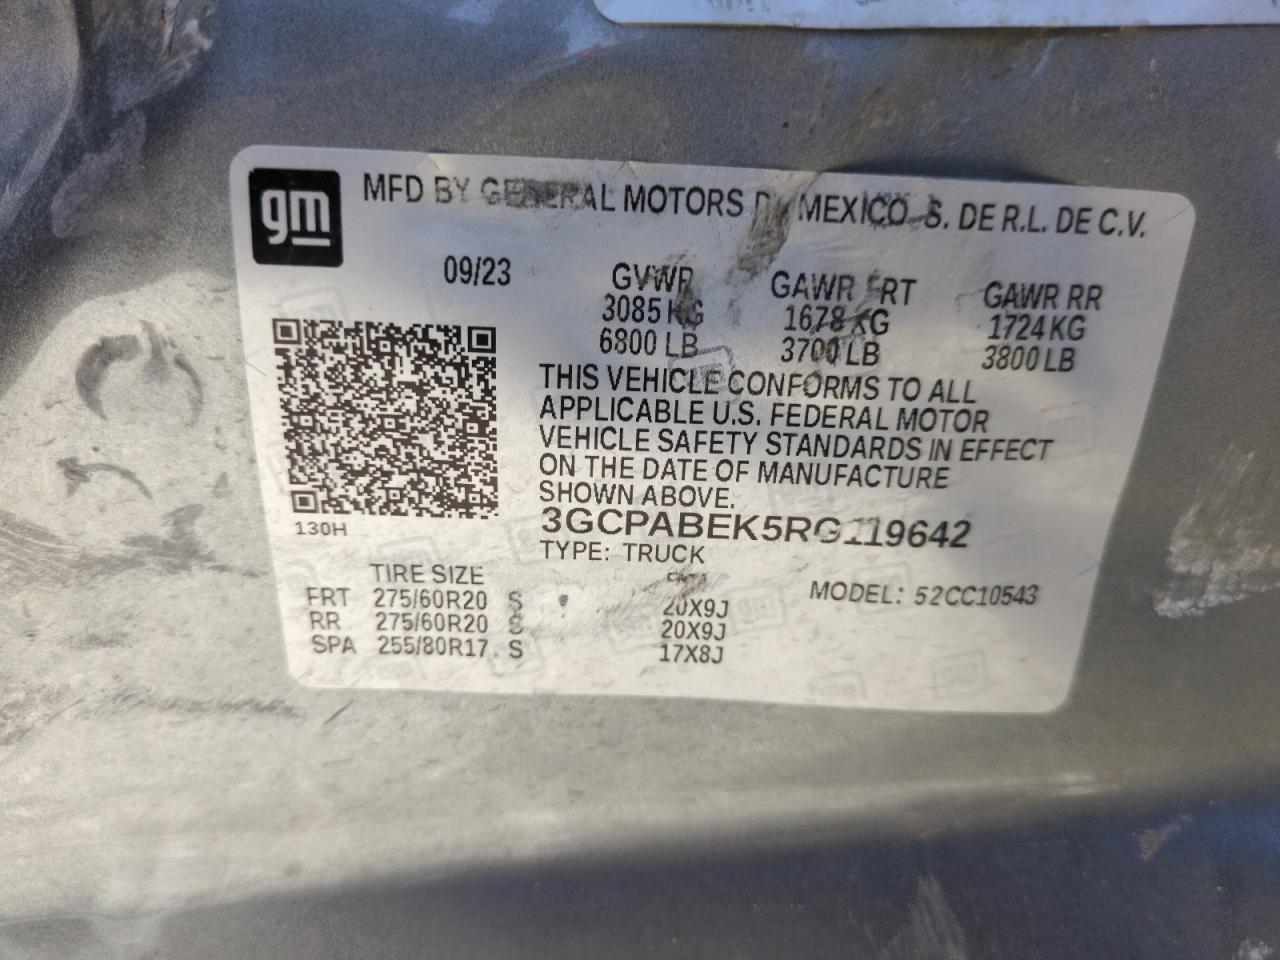 gm
MFD BY GENERAL MOTORS DE MEXICO S. DE R.L. DE C.V.
09/23 GVWR GAWR FRT GAWR RR
3085 KG 1678 KG 1724 KG
6800 LB 3700 LB 3800 LB
THIS VEHICLE CONFORMS TO ALL
APPLICABLE U.S. FEDERAL MOTOR
VEHICLE SAFETY STANDARDS IN EFFECT
ON THE DATE OF MANUFACTURE
SHOWN ABOVE.
130H
3GCPABEK5RG119642
TYPE: TRUCK
MODEL: 52CC10543
TIRE SIZE
FRT 275/60R20 S 20X9J
RR 275/60R20 S 20X9J
SPA 255/80R17 S 17X8J